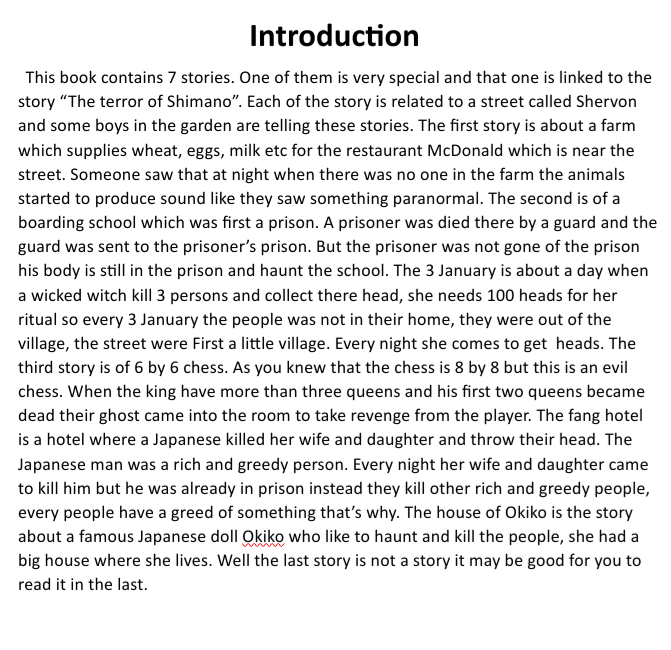 Introduction
This book contains 7 stories. One of them is very special and that one is linked to the
story “The terror of Shimano”. Each of the story is related to a street called Shervon
and some boys in the garden are telling these stories. The first story is about a farm
which supplies wheat, eggs, milk etc for the restaurant McDonald which is near the
street. Someone saw that at night when there was no one in the farm the animals
started to produce sound like they saw something paranormal. The second is of a
boarding school which was first a prison. A prisoner was died there by a guard and the
guard was sent to the prisoner’s prison. But the prisoner was not gone of the prison
his body is still in the prison and haunt the school. The 3 January is about a day when
a wicked witch kill 3 persons and collect there head, she needs 100 heads for her
ritual so every 3 January the people was not in their home, they were out of the
village, the street were First a little village. Every night she comes to get  heads. The
third story is of 6 by 6 chess. As you knew that the chess is 8 by 8 but this is an evil
chess. When the king have more than three queens and his first two queens became
dead their ghost came into the room to take revenge from the player. The fang hotel
is a hotel where a Japanese killed her wife and daughter and throw their head. The
Japanese man was a rich and greedy person. Every night her wife and daughter came
to kill him but he was already in prison instead they kill other rich and greedy people,
every people have a greed of something that’s why. The house of Okiko is the story
about a famous Japanese doll Okiko who like to haunt and kill the people, she had a
big house where she lives. Well the last story is not a story it may be good for you to
read it in the last.